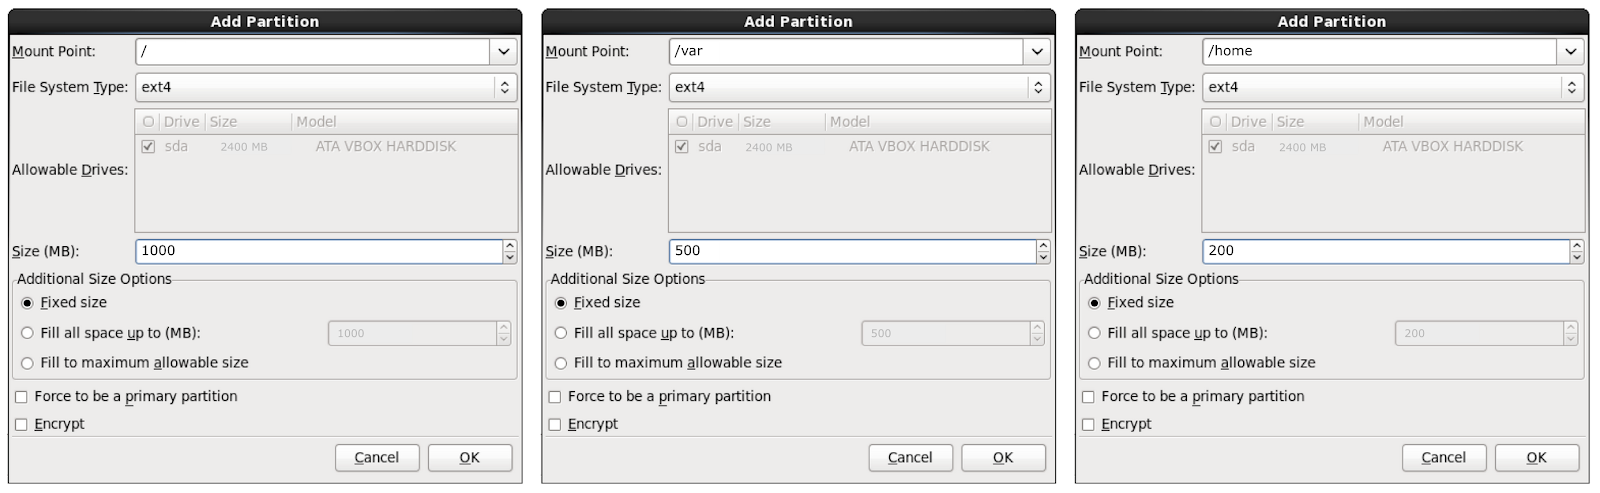 Add Partition
Mount Point: /
File System Type: ext4
Drive Size Model
sda 2400 MB ATA VBOX HARDDISK
Allowable Drives:
Size (MB): 1000
Additional Size Options
Fixed size
Fill all space up to (MB): 1000
Fill to maximum allowable size
Force to be a primary partition
Encrypt
Cancel OK
Add Partition
Mount Point: /var
File System Type: ext4
Drive Size Model
sda 2400 MB ATA VBOX HARDDISK
Allowable Drives:
Size (MB): 500
Additional Size Options
Fixed size
Fill all space up to (MB): 500
Fill to maximum allowable size
Force to be a primary partition
Encrypt
Cancel OK
Add Partition
Mount Point: /home
File System Type: ext4
Drive Size Model
sda 2400 MB ATA VBOX HARDDISK
Allowable Drives:
Size (MB): 200
Additional Size Options
Fixed size
Fill all space up to (MB): 200
Fill to maximum allowable size
Force to be a primary partition
Encrypt
Cancel OK